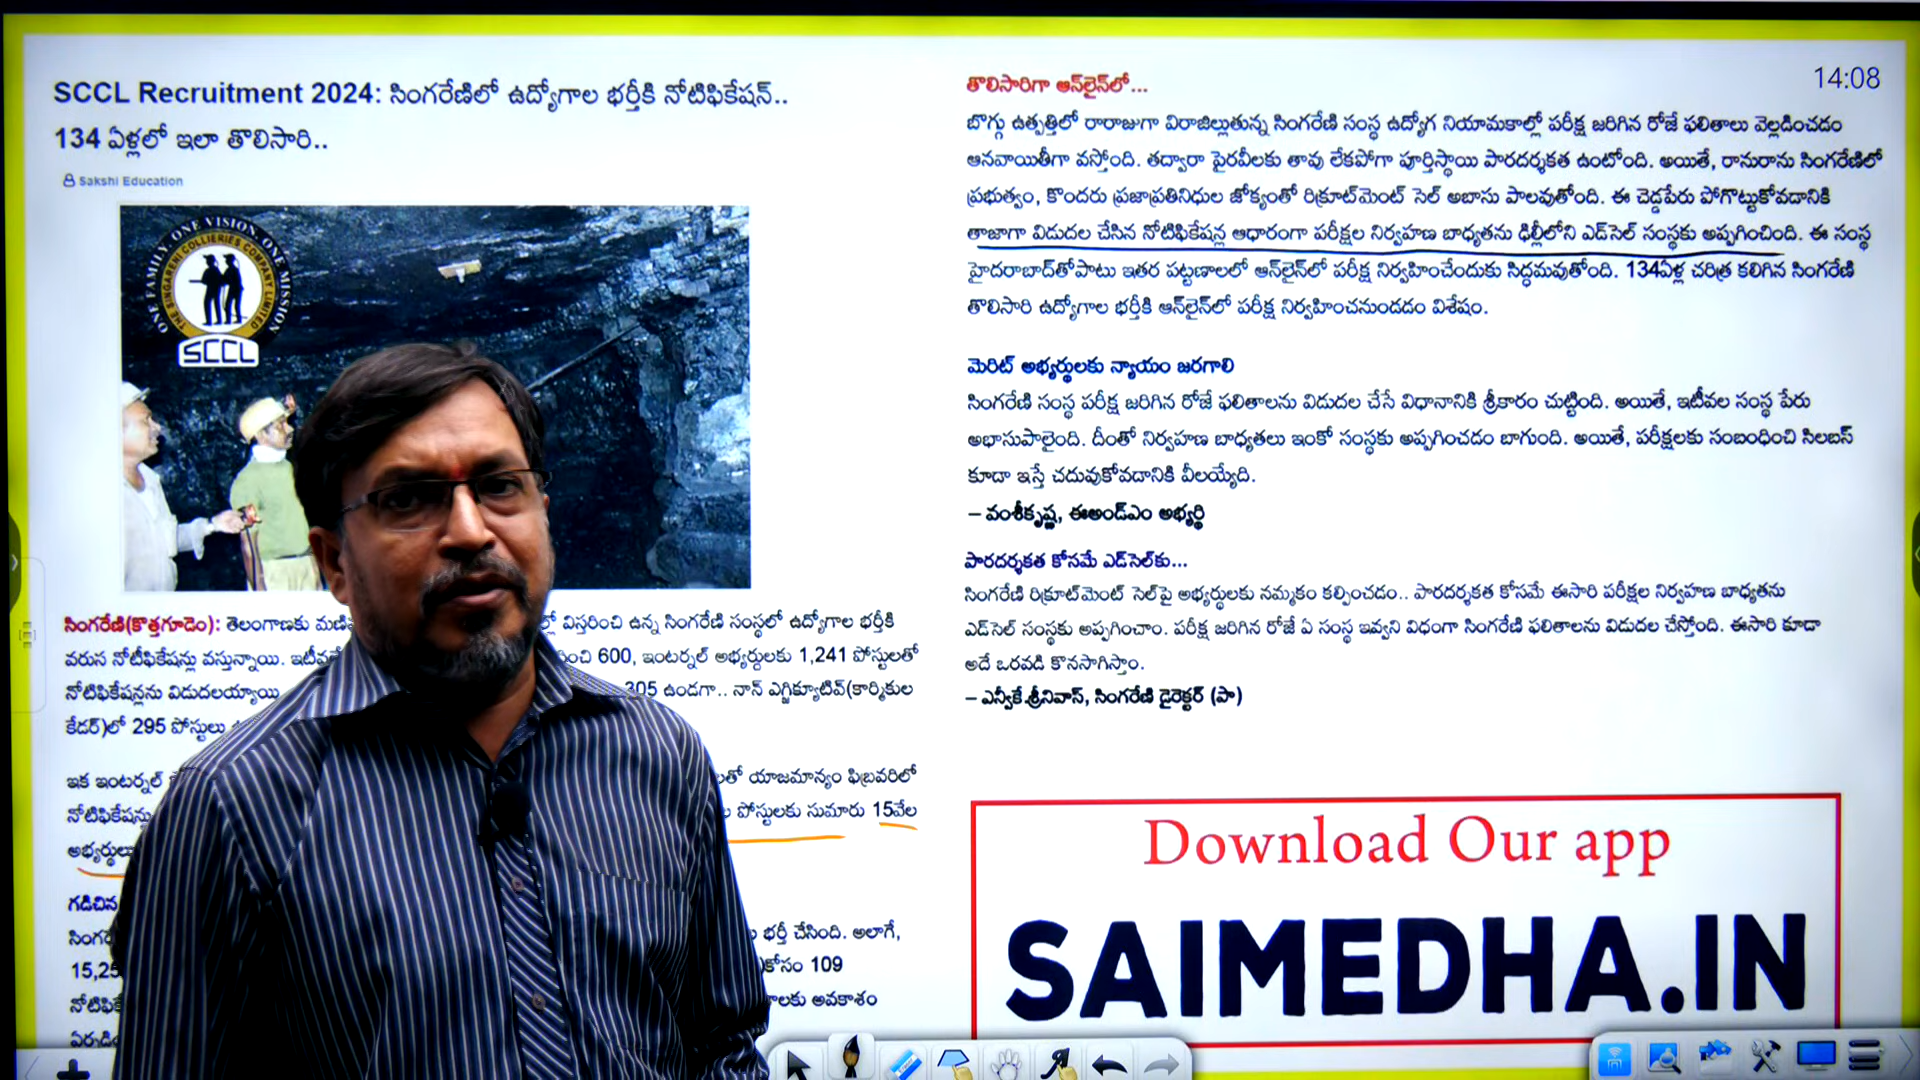 14:08
SCCL Recruitment 2024: సింగరేణిలో ఉద్యోగాల భర్తీకి నోటిఫికేషన్..
134 ఏళ్లలో ఇలా తొలిసారి..
Sakshi Education
ONE FAMILY, ONE VISION, ONE MISSION
THE SINGARENI COLLIERIES COMPANY LIMITED
SCCL
సింగరేణి(కొత్తగూడెం): తెలంగాణకు విస్తరించి ఉన్న సింగరేణి సంస్థలో ఉద్యోగాల భర్తీకి
వరుస నోటీఫికేషన్లు వస్తున్నాయి. 600, ఇంటర్నల్ అభ్యర్థులకు 1,241 పోస్టులతో
నోటిఫికేషన్లను విడుదలయ్యాయి 305 ఉండగా.. నాన్ ఎగ్జిక్యూటివ్(కార్మికుల
కేడర్)లో 295 పోస్టులు
ఇక ఇంటర్నల్ యాజమాన్యం ఫిబ్రవరిలో
నోటిఫికేషన్లు పోస్టులకు సుమారు 15వేల
అభ్యర్థులు
గడిచిన
భర్తీ చేసింది. అలాగే,
కోసం 109
అవకాశం
తొలిసారిగా ఆన్‌లైన్‌లో...
బొగ్గు ఉత్పత్తిలో రారాజుగా విరాజిల్లుతున్న సింగరేణి సంస్థ ఉద్యోగ నియామకాల్లో పరీక్ష జరిగిన రోజే ఫలితాలు వెల్లడించడం
ఆనవాయితీగా వస్తోంది. తద్వారా పైరవీలకు తావు లేకపోగా పూర్తిస్థాయి పారదర్శకత ఉంటోంది. అయితే, రానురాను సింగరేణిలో
ప్రభుత్వం, కొందరు ప్రజాప్రతినిధుల జోక్యంతో రిక్రూట్‌మెంట్ సెల్ అబాసు పాలవుతోంది. ఈ చెడ్డపేరు పోగొట్టుకోవడానికి
తాజాగా విడుదల చేసిన నోటిఫికేషన్ల ఆధారంగా పరీక్షల నిర్వహణ బాధ్యతను ఢిల్లీలోని ఎడ్‌సెల్ సంస్థకు అప్పగించింది. ఈ సంస్థ
హైదరాబాద్‌తోపాటు ఇతర పట్టణాలలో ఆన్‌లైన్‌లో పరీక్ష నిర్వహించేందుకు సిద్ధమవుతోంది. 134ఏళ్ల చరిత్ర కలిగిన సింగరేణి
తొలిసారి ఉద్యోగాల భర్తీకి ఆన్‌లైన్‌లో పరీక్ష నిర్వహించనుండడం విశేషం.
మెరిట్ అభ్యర్థులకు న్యాయం జరగాలి
సింగరేణి సంస్థ పరీక్ష జరిగిన రోజే ఫలితాలను విడుదల చేసే విధానానికి శ్రీకారం చుట్టింది. అయితే, ఇటీవల సంస్థ పేరు
అభాసుపాలైంది. దీంతో నిర్వహణ బాధ్యతలు ఇంకో సంస్థకు అప్పగించడం బాగుంది. అయితే, పరీక్షలకు సంబంధించి సిలబస్
కూడా ఇస్తే చదువుకోవడానికి వీలయ్యేది.
– వంశీకృష్ణ, ఈఅండ్ఎం అభ్యర్థి
పారదర్శకత కోసమే ఎడ్‌సెల్‌కు...
సింగరేణి రిక్రూట్‌మెంట్ సెల్‌పై అభ్యర్థులకు నమ్మకం కల్పించడం.. పారదర్శకత కోసమే ఈసారి పరీక్షల నిర్వహణ బాధ్యతను
ఎడ్‌సెల్ సంస్థకు అప్పగించాం. పరీక్ష జరిగిన రోజే ఏ సంస్థ ఇవ్వని విధంగా సింగరేణి ఫలితాలను విడుదల చేస్తోంది. ఈసారి కూడా
అదే ఒరవడి కొనసాగిస్తాం.
– ఎన్వీకే.శ్రీనివాస్, సింగరేణి డైరెక్టర్ (పా)
Download Our app
SAIMEDHA.IN